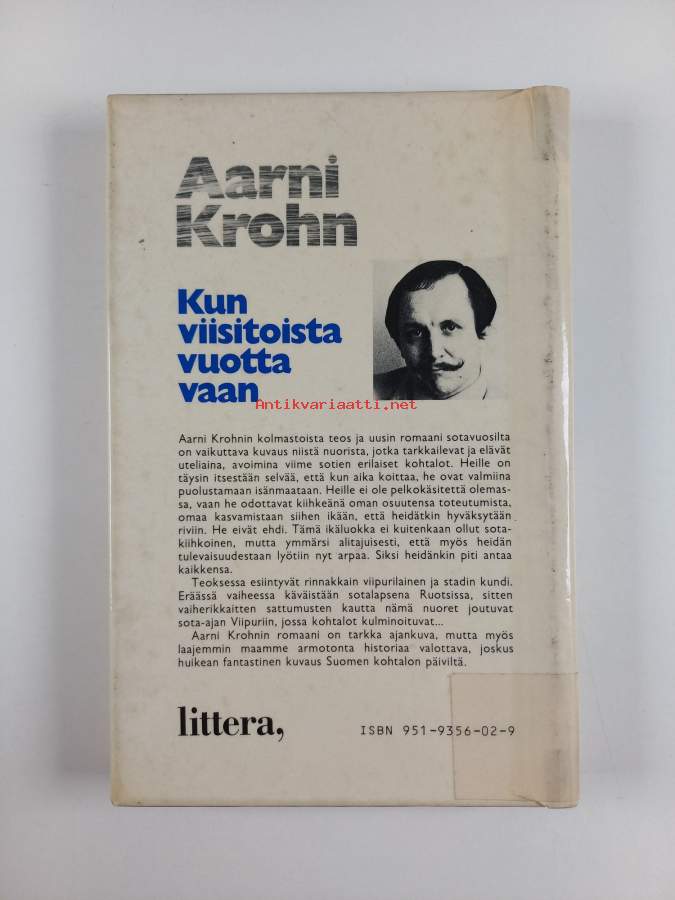 Aarni
Krohn
Kun
viisitoista
vuotta
vaan
Antikvariaatti.net
Aarni Krohnin kolmastoista teos ja uusin romaani sotavuosilta
on vaikuttava kuvaus niistä nuorista, jotka tarkkailevat ja elävät
uteliaina, avoimina viime sotien erilaiset kohtalot. Heille on
täysin itsestään selvää, että kun aika koittaa, he ovat valmiina
puolustamaan isänmaataan. Heille ei ole pelkokäsitettä olemas-
sa, vaan he odottavat kiihkeänä oman osuutensa toteutumista,
omaa kasvamistaan siihen ikään, että heidätkin hyväksytään
riviin. He eivät ehdi. Tämä ikäluokka ei kuitenkaan ollut sota-
kiihkoinen, mutta ymmärsi alitajuisesti, että myös heidän
tulevaisuudestaan lyötiin nyt arpaa. Siksi heidänkin piti antaa
kaikkensa.
Teoksessa esiintyvät rinnakkain viipurilainen ja stadin kundi.
Eräässä vaiheessa käväistään sotalapsena Ruotsissa, sitten
vaiherikkaitten sattumusten kautta nämä nuoret joutuvat
sota-ajan Viipuriin, jossa kohtalot kulminoituvat...
Aarni Krohnin romaani on tarkka ajankuva, mutta myös
laajemmin maamme armotonta historiaa valottava, joskus
huikean fantastinen kuvaus Suomen kohtalon päiviltä.
littera,
ISBN 951-9356-02-9